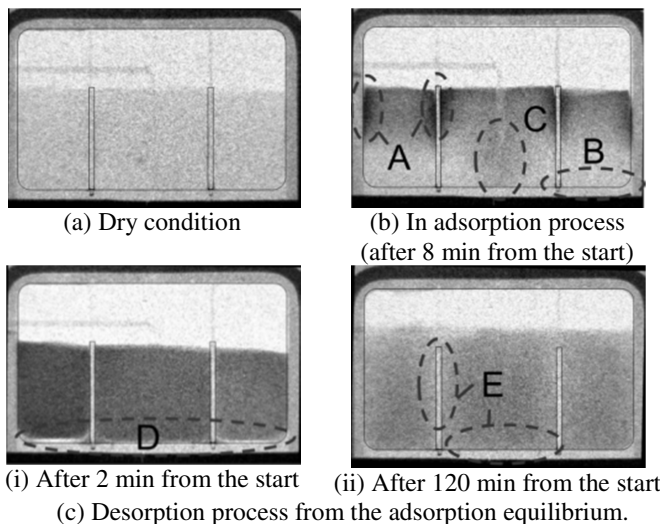 A
C
B
(a) Dry condition
(b) In adsorption process
(after 8 min from the start)
D
E
(i) After 2 min from the start
(ii) After 120 min from the start
(c) Desorption process from the adsorption equilibrium.